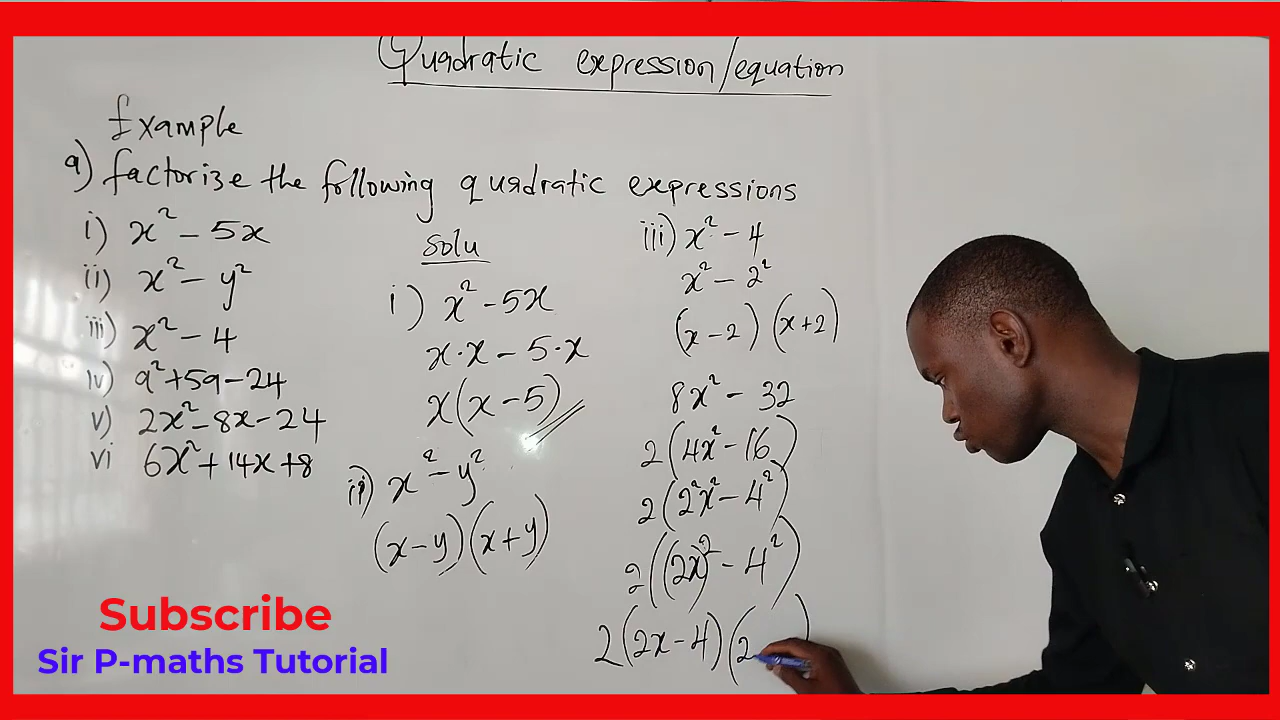 Quadratic expression/equation
Example
a) factorize the following quadratic expressions
i) x² - 5x
ii) x² - y²
iii) x² - 4
iv) a²+5a-24
v) 2x²-8x-24
vi 6x²+14x+8
solu
i) x² - 5x
x·x - 5·x
x(x-5)
ii) x² - y²
(x-y)(x+y)
iii) x² - 4
x² - 2²
(x-2)(x+2)
8x² - 32
2(4x² - 16)
2(2²x² - 4²)
2((2x)² - 4²)
2(2x-4)(2 )
Subscribe
Sir P-maths Tutorial